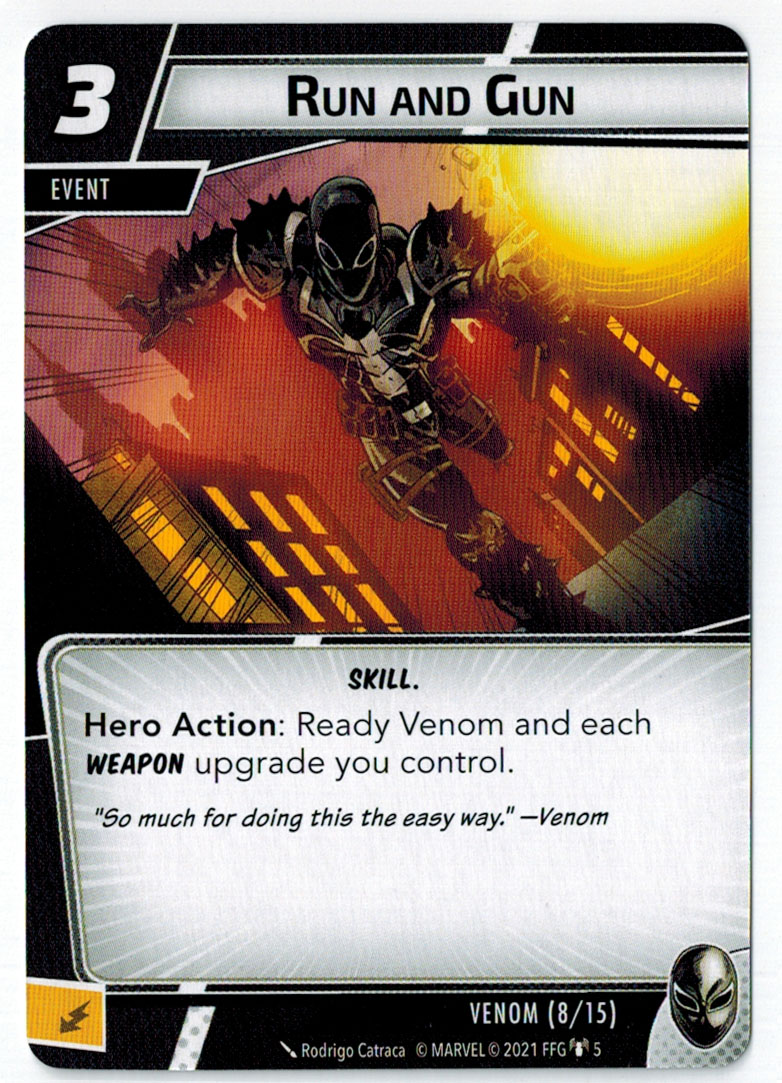 3
RUN AND GUN
EVENT
SKILL.
Hero Action: Ready Venom and each
WEAPON upgrade you control.
"So much for doing this the easy way." —Venom
VENOM (8/15)
Rodrigo Catraca © MARVEL © 2021 FFG 5